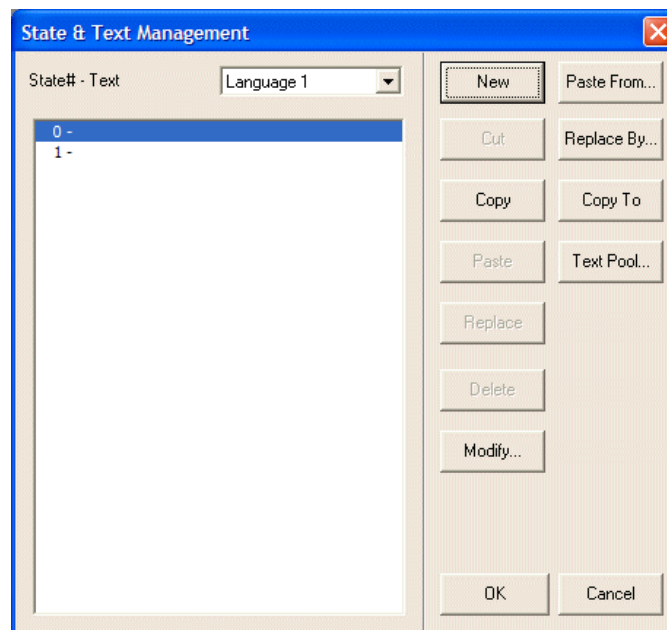 State & Text Management
State# - Text
Language 1
0 -
1 -
New
Paste From...
Cut
Replace By...
Copy
Copy To
Paste
Text Pool...
Replace
Delete
Modify...
OK
Cancel